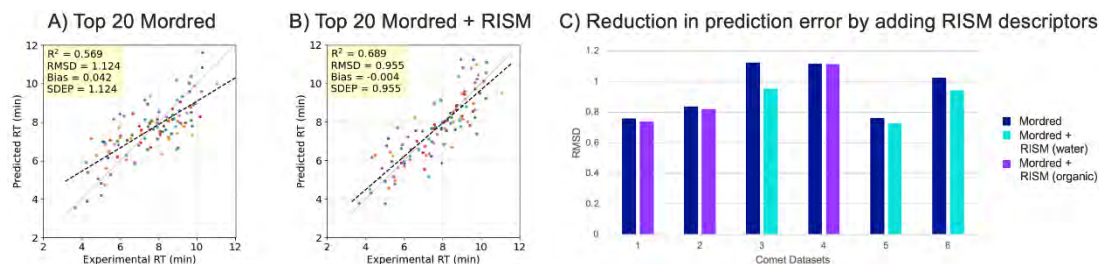 A) Top 20 Mordred
B) Top 20 Mordred + RISM
C) Reduction in prediction error by adding RISM descriptors
R² = 0.569
RMSD = 1.124
Bias = 0.042
SDEP = 1.124
12
10
8
6
4
2
Predicted RT (min)
2
4
6
8
10
12
Experimental RT (min)
R² = 0.689
RMSD = 0.955
Bias = -0.004
SDEP = 0.955
12
10
8
6
4
2
Predicted RT (min)
2
4
6
8
10
12
Experimental RT (min)
1.2
1
0.8
0.6
0.4
0.2
0
RMSD
1
2
3
4
5
6
Comet Datasets
Mordred
Mordred +
RISM (water)
Mordred +
RISM (organic)